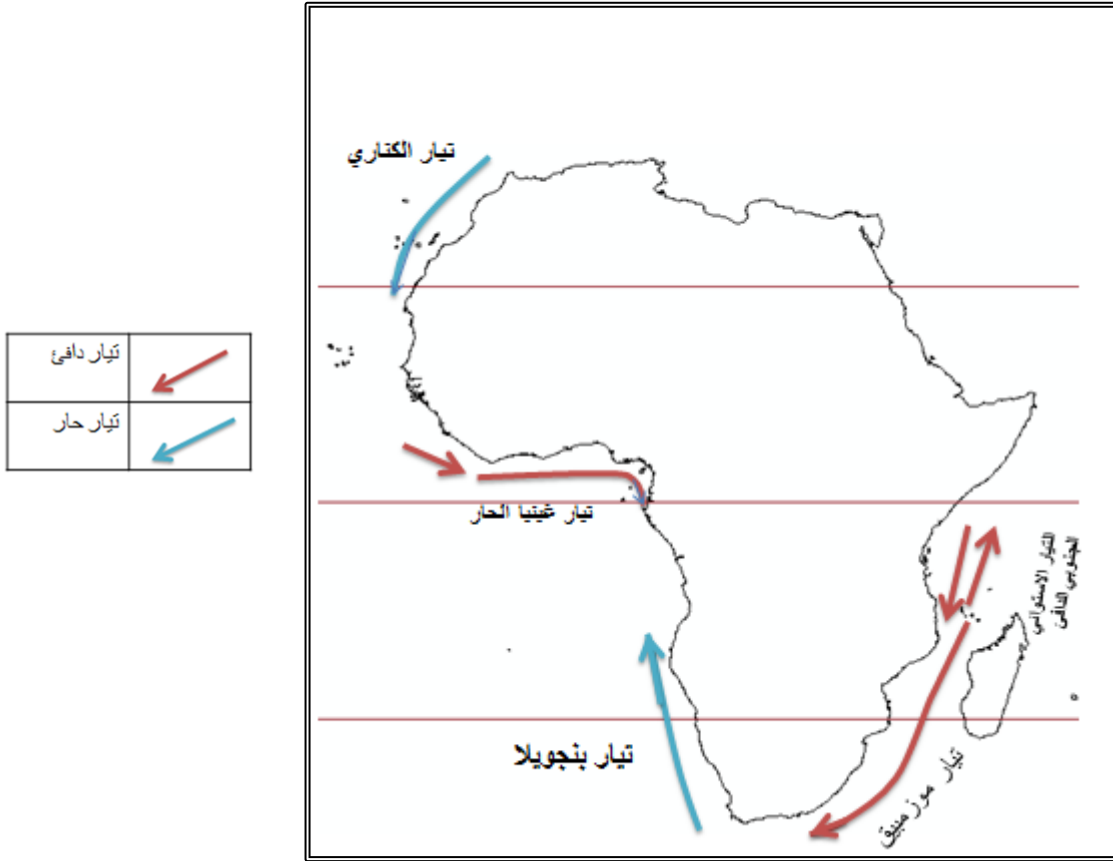 تيار الكناري
تيار دافئ
تيار حار
تيار غينيا الحار
التيار الاستوائي
الجنوبي الدافئ
تيار بنجويلا
تيار موزمبيق